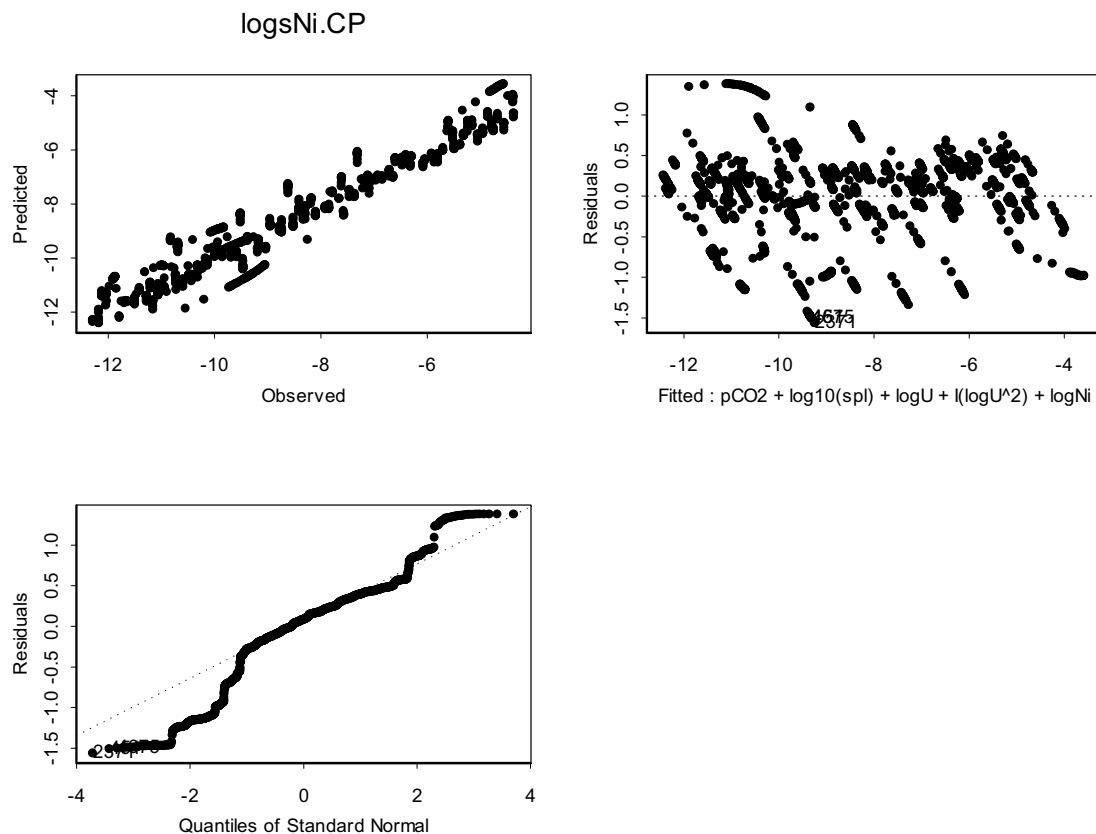 logsNi.CP
-4
-6
-8
-10
-12
Predicted
-12 -10 -8 -6
Observed
1.0
0.5
0.0
-0.5
-1.0
-1.5
Residuals
2371
-12 -10 -8 -6 -4
Fitted : pCO2 + log10(spl) + logU + I(logU^2) + logNi
1.0
0.5
0.0
-0.5
-1.0
-1.5
Residuals
-4 -2 0 2 4
Quantiles of Standard Normal